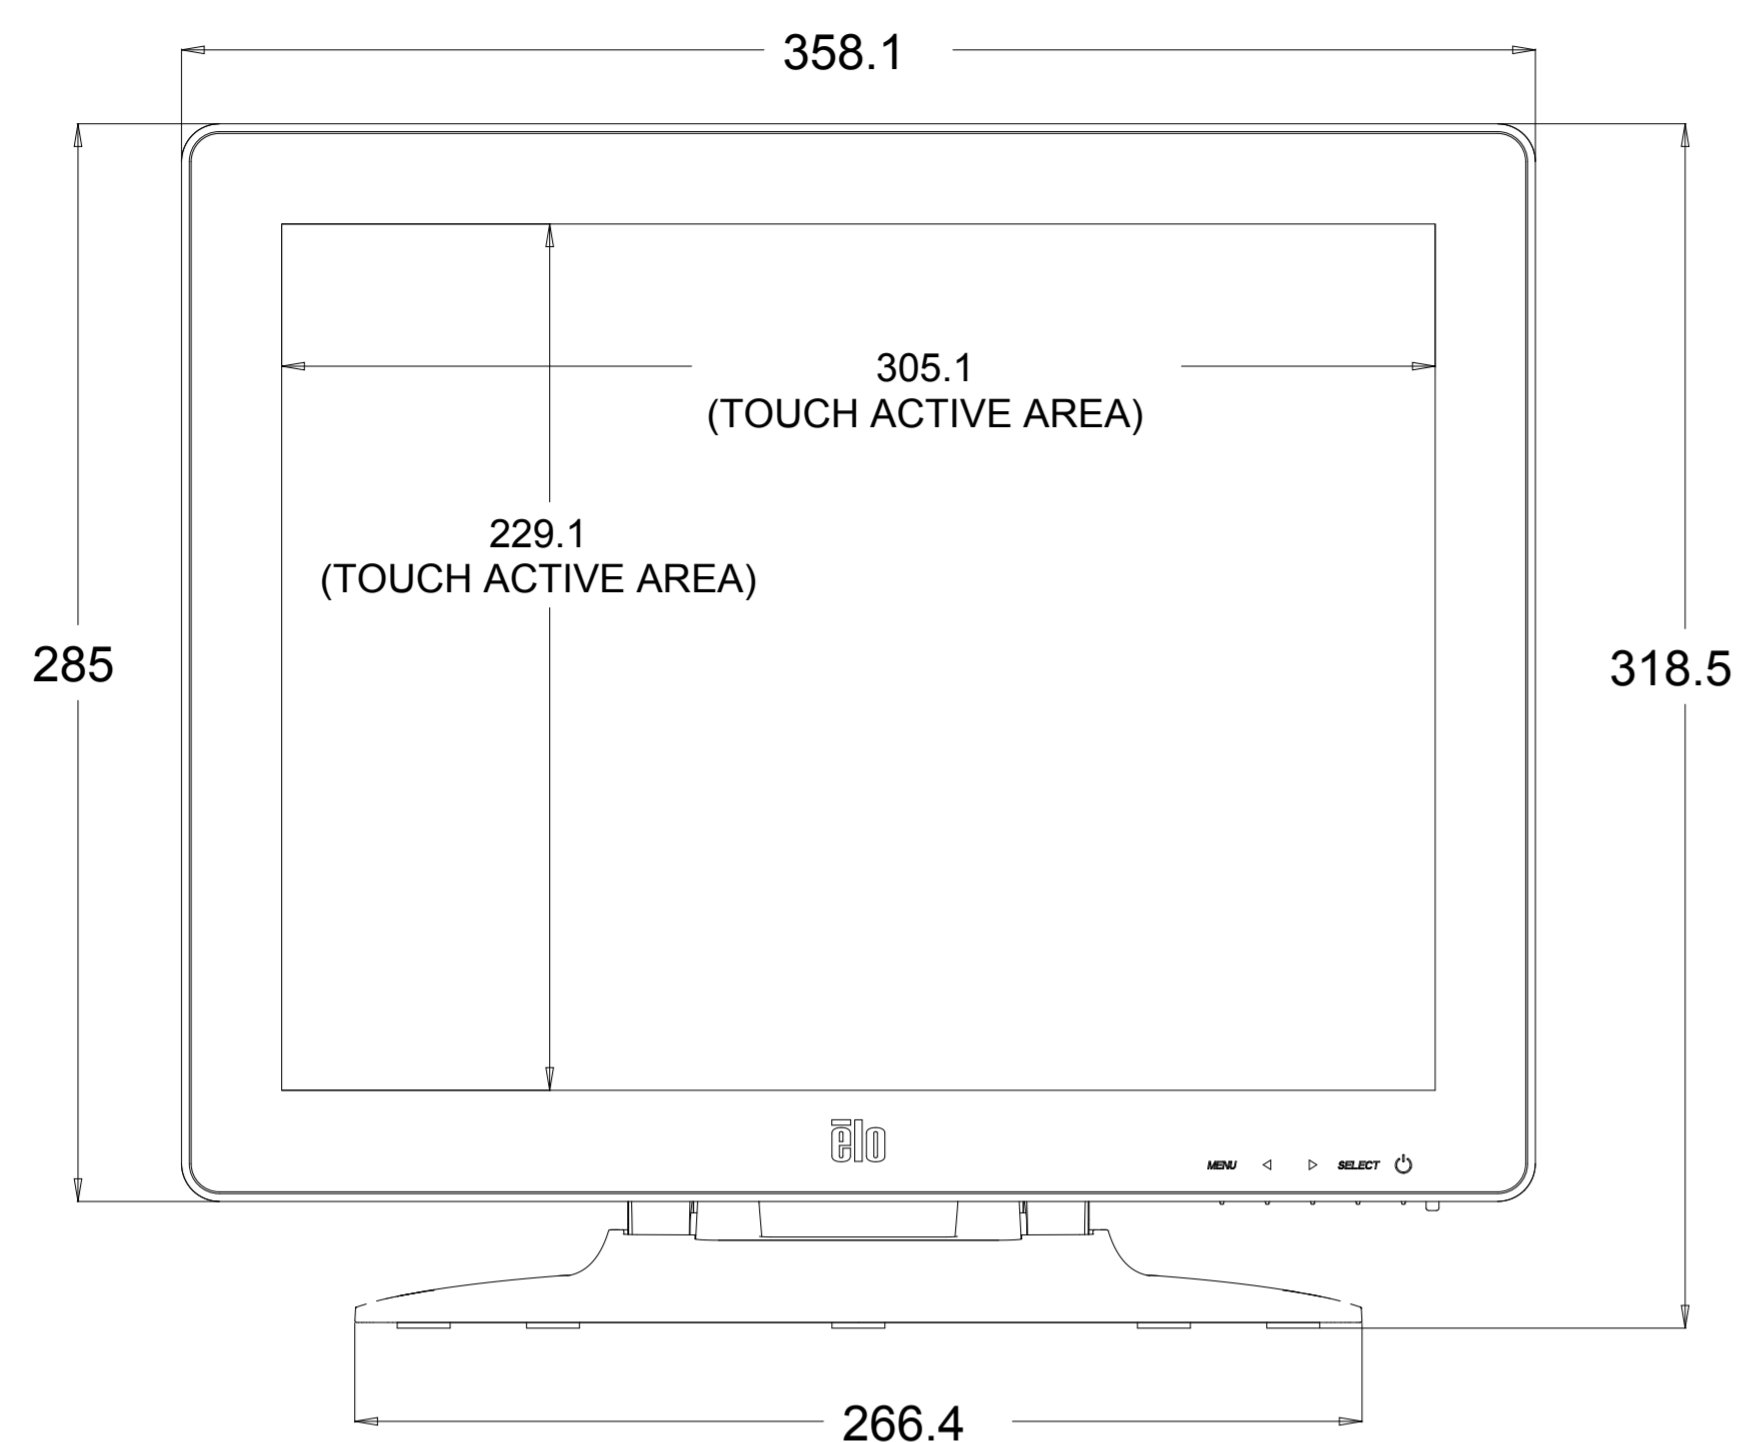 358.1
305.1
(TOUCH ACTIVE AREA)
229.1
(TOUCH ACTIVE AREA)
285
318.5
ēlo
MENU SELECT
266.4